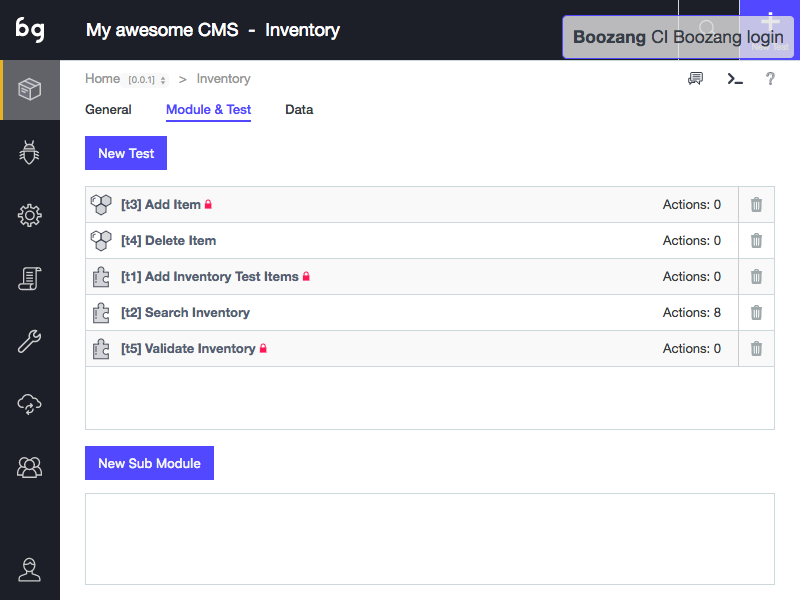 bg
My awesome CMS - Inventory
Boozang CI Boozang login
Home [0.0.1] > Inventory
?
General
Module & Test
Data
New Test
[t3] Add Item
Actions: 0
[t4] Delete Item
Actions: 0
[t1] Add Inventory Test Items
Actions: 0
[t2] Search Inventory
Actions: 8
[t5] Validate Inventory
Actions: 0
New Sub Module